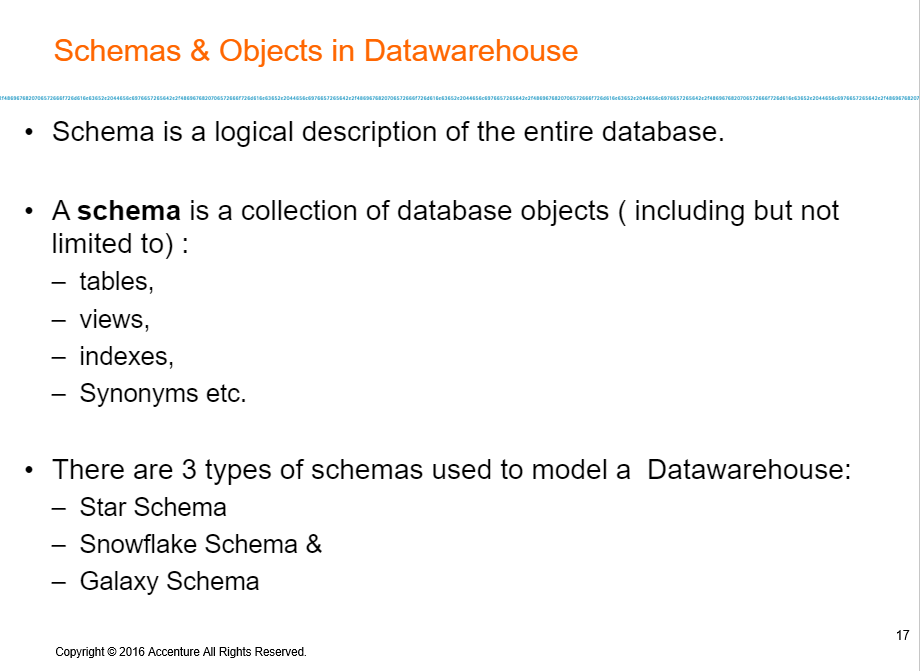 Schemas & Objects in Datawarehouse
• Schema is a logical description of the entire database.
• A schema is a collection of database objects ( including but not
limited to) :
– tables,
– views,
– indexes,
– Synonyms etc.
• There are 3 types of schemas used to model a  Datawarehouse:
– Star Schema
– Snowflake Schema &
– Galaxy Schema
17
Copyright © 2016 Accenture All Rights Reserved.